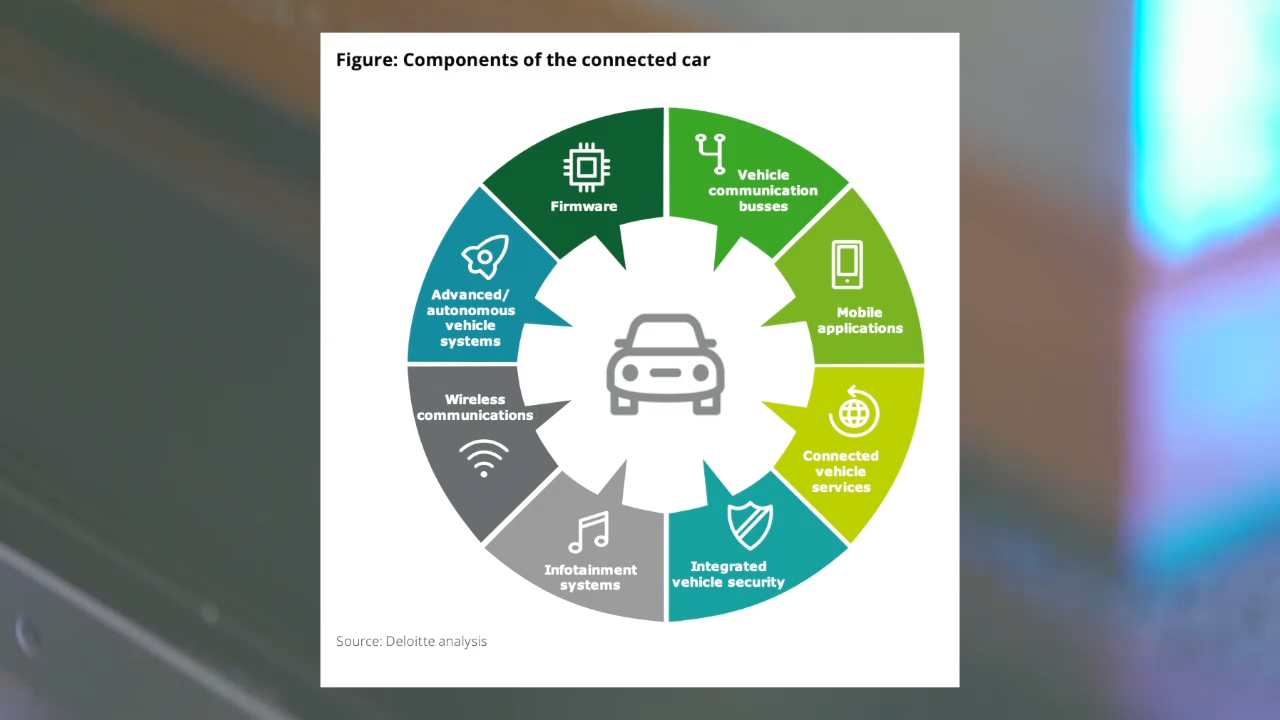 Figure: Components of the connected car
Firmware
Vehicle
communication
busses
Mobile
applications
Connected
vehicle
services
Integrated
vehicle security
Infotainment
systems
Wireless
communications
Advanced/
autonomous
vehicle
systems
Source: Deloitte analysis